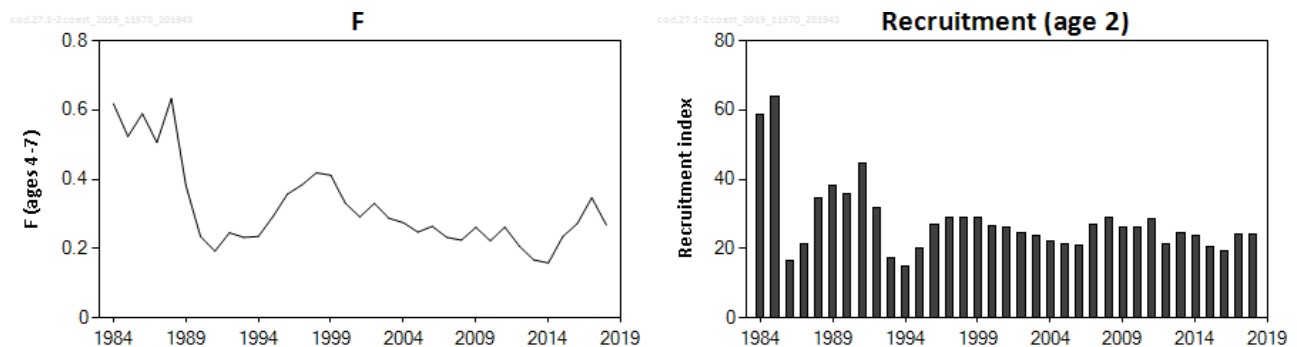 cod.27.1-2coast_2019_11570_201943
F
0.8
0.6
0.4
0.2
0
F (ages 4-7)
1984 1989 1994 1999 2004 2009 2014 2019
cod.27.1-2coast_2019_11570_201943
Recruitment (age 2)
80
60
40
20
0
Recruitment index
1984 1989 1994 1999 2004 2009 2014 2019